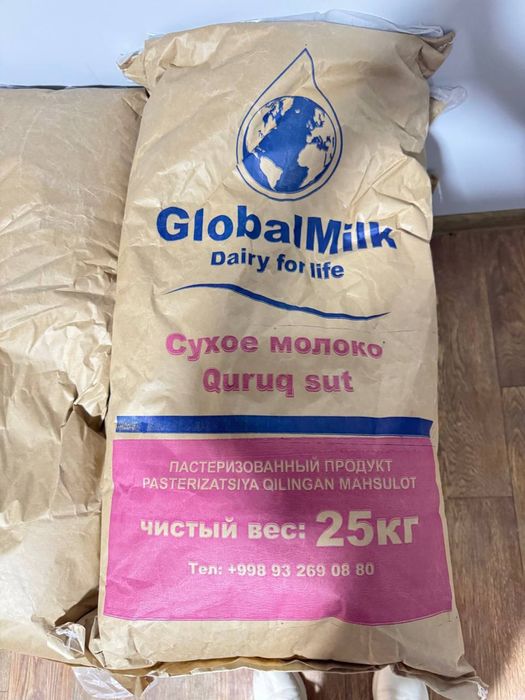 GlobalMilk
Dairy for life
Сухое молоко
Quruq sut
ПАСТЕРИЗОВАННЫЙ ПРОДУКТ
PASTERIZATSIYA QILINGAN MAHSULOT
чистый вес: 25кг
Тел: +998 93 269 08 80